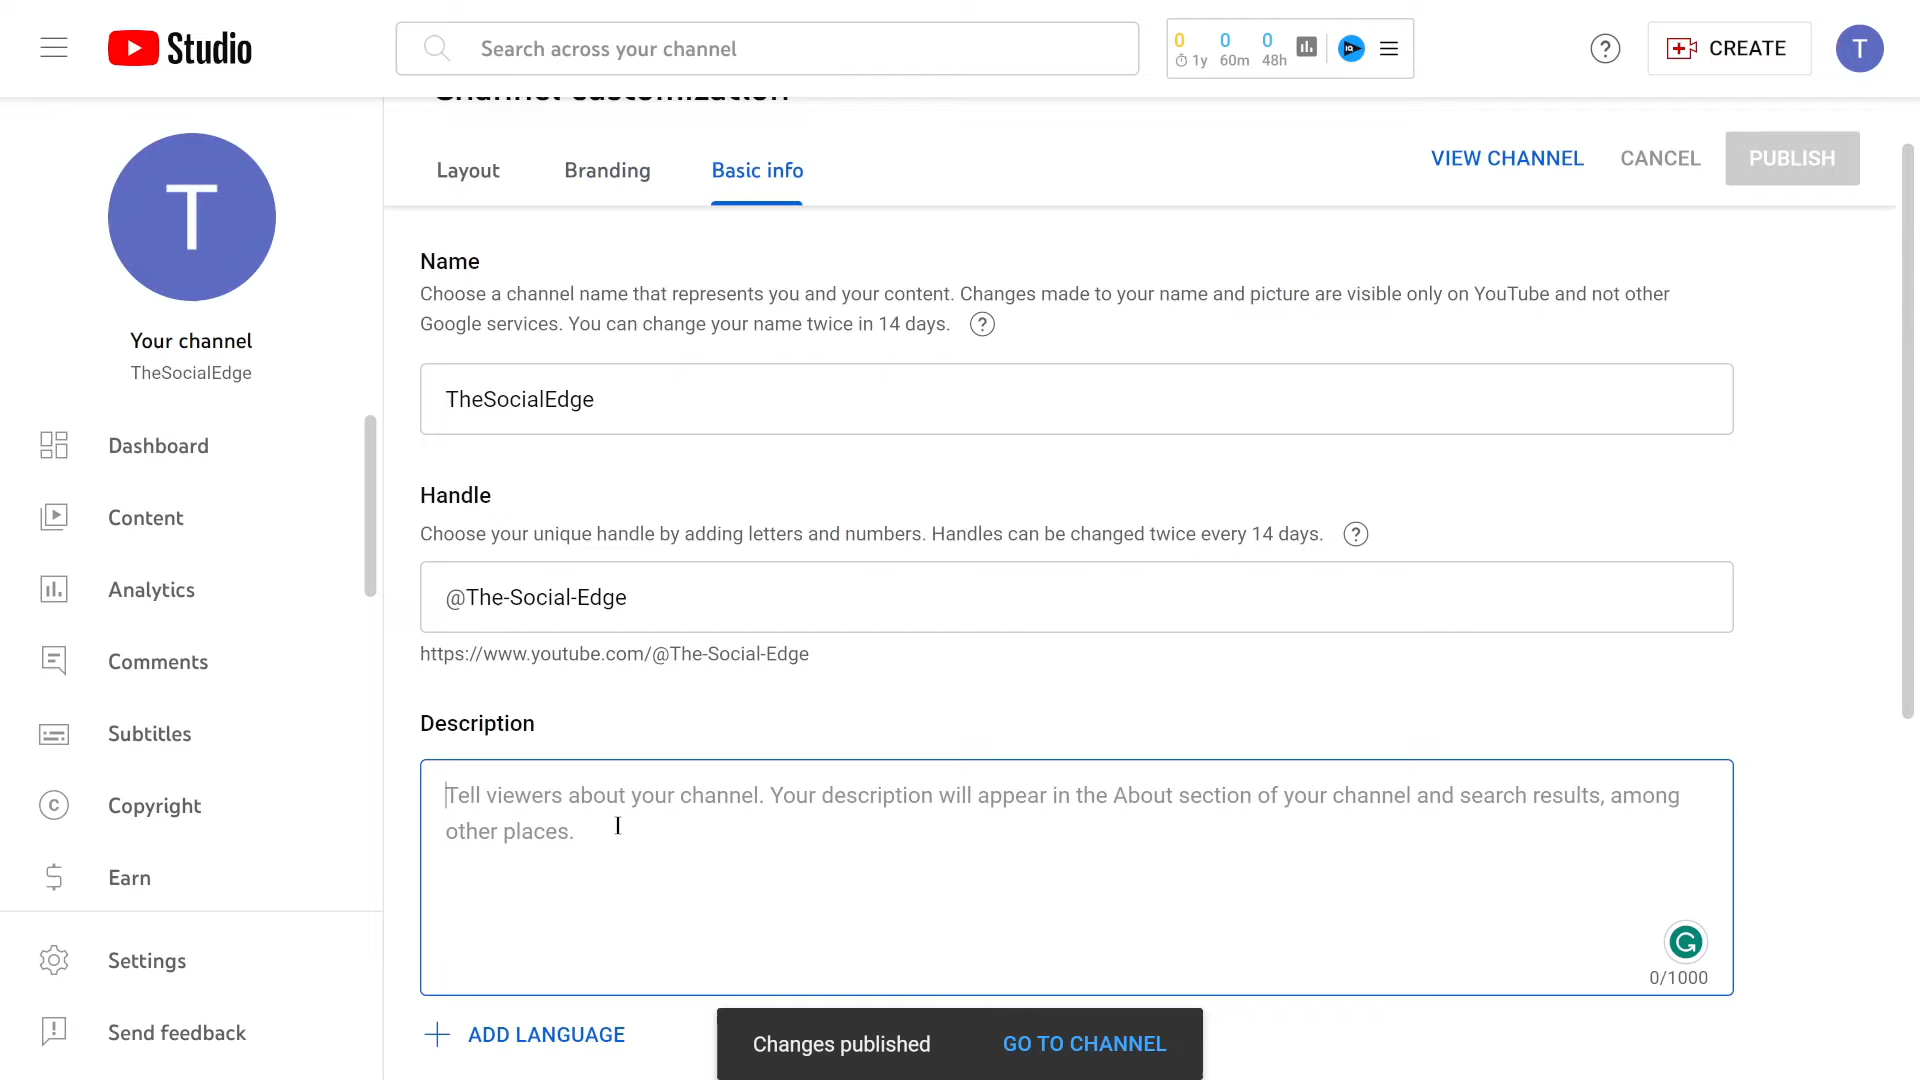 Studio
Search across your channel
0 0 0
1y 60m 48h
IQ
?
CREATE
T
Channel customization
Layout
Branding
Basic info
VIEW CHANNEL
CANCEL
PUBLISH
T
Your channel
TheSocialEdge
Dashboard
Content
Analytics
Comments
Subtitles
C
Copyright
$
Earn
Settings
!
Send feedback
Name
Choose a channel name that represents you and your content. Changes made to your name and picture are visible only on YouTube and not other
Google services. You can change your name twice in 14 days. ?
TheSocialEdge
Handle
Choose your unique handle by adding letters and numbers. Handles can be changed twice every 14 days. ?
@The-Social-Edge
https://www.youtube.com/@The-Social-Edge
Description
Tell viewers about your channel. Your description will appear in the About section of your channel and search results, among
other places.
G
0/1000
ADD LANGUAGE
Changes published
GO TO CHANNEL